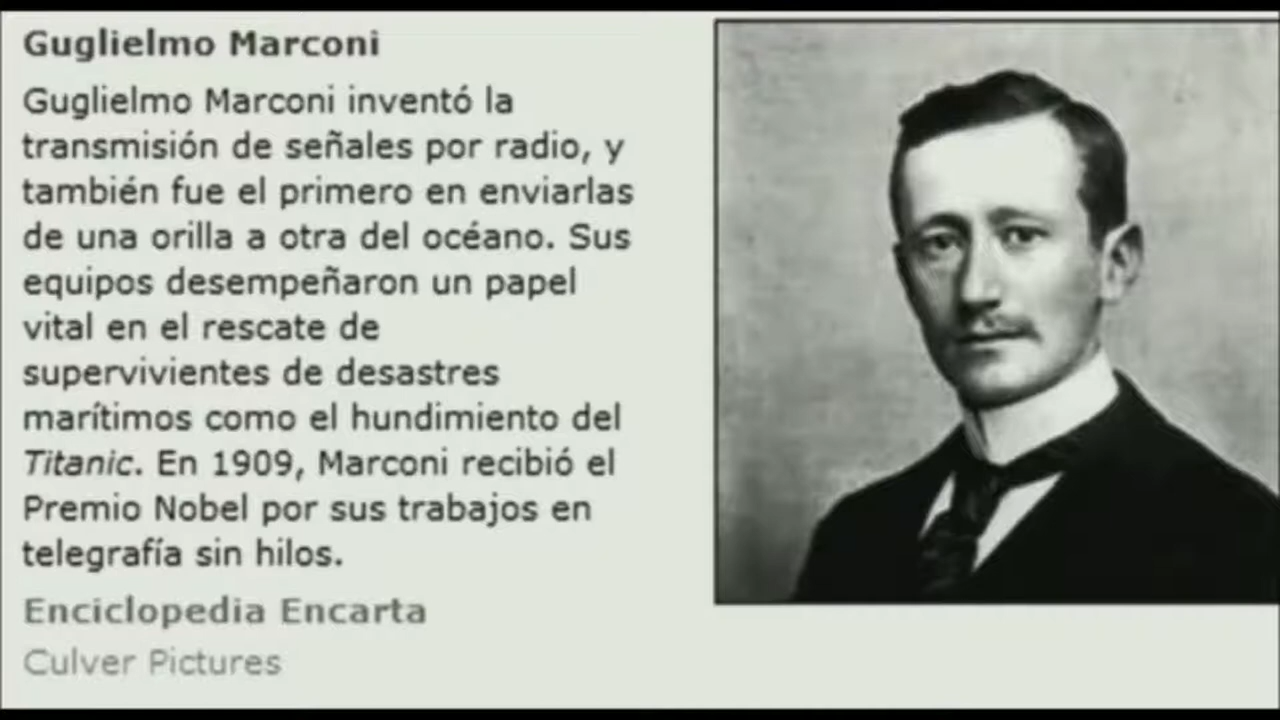 Guglielmo Marconi
Guglielmo Marconi inventó la
transmisión de señales por radio, y
también fue el primero en enviarlas
de una orilla a otra del océano. Sus
equipos desempeñaron un papel
vital en el rescate de
supervivientes de desastres
marítimos como el hundimiento del
Titanic. En 1909, Marconi recibió el
Premio Nobel por sus trabajos en
telegrafía sin hilos.
Enciclopedia Encarta
Culver Pictures